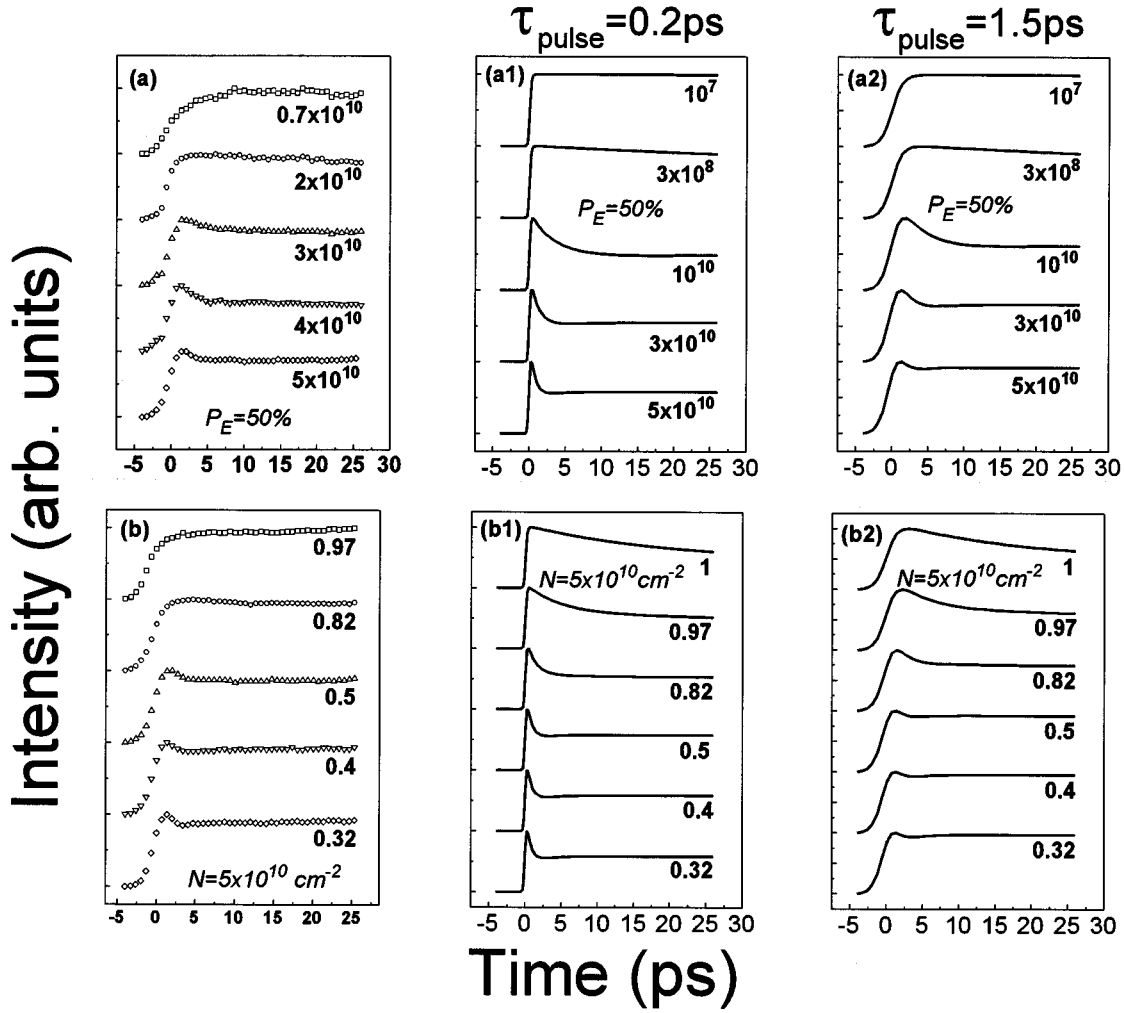 τpulse=0.2ps
τpulse=1.5ps
Intensity (arb. units)
(a)
0.7x10^10
2x10^10
3x10^10
4x10^10
5x10^10
P_E=50%
-5 0 5 10 15 20 25 30
(a1)
10^7
3x10^8
P_E=50%
10^10
3x10^10
5x10^10
-5 0 5 10 15 20 25 30
(a2)
10^7
3x10^8
P_E=50%
10^10
3x10^10
5x10^10
-5 0 5 10 15 20 25 30
(b)
0.97
0.82
0.5
0.4
0.32
N=5x10^10 cm^-2
-5 0 5 10 15 20 25
(b1)
1
N=5x10^10 cm^-2
0.97
0.82
0.5
0.4
0.32
-5 0 5 10 15 20 25 30
(b2)
1
N=5x10^10 cm^-2
0.97
0.82
0.5
0.4
0.32
-5 0 5 10 15 20 25 30
Time (ps)